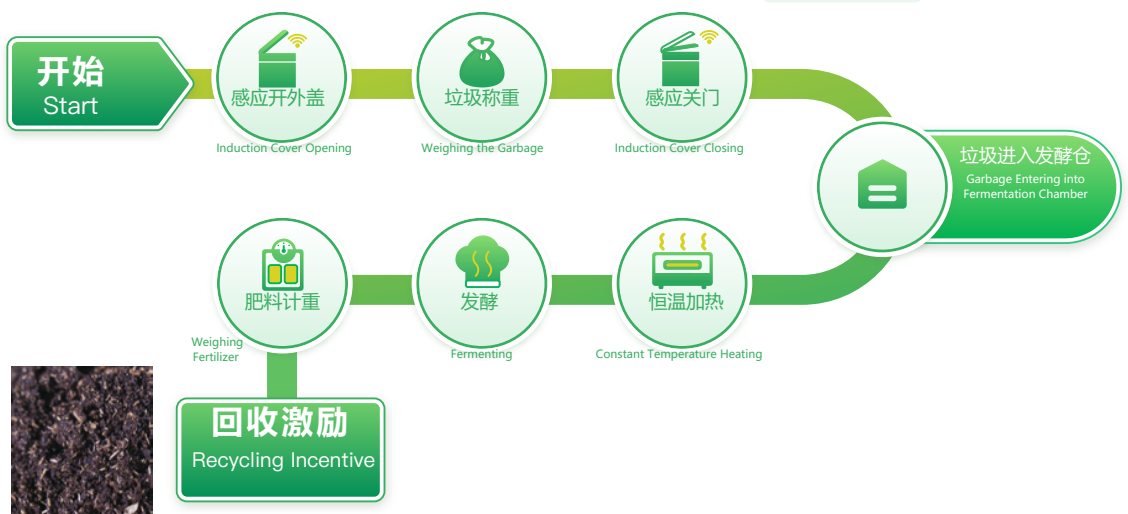 开始
Start
感应开外盖
Induction Cover Opening
垃圾称重
Weighing the Garbage
感应关门
Induction Cover Closing
垃圾进入发酵仓
Garbage Entering into
Fermentation Chamber
恒温加热
Constant Temperature Heating
发酵
Fermenting
肥料计重
Weighing
Fertilizer
回收激励
Recycling Incentive